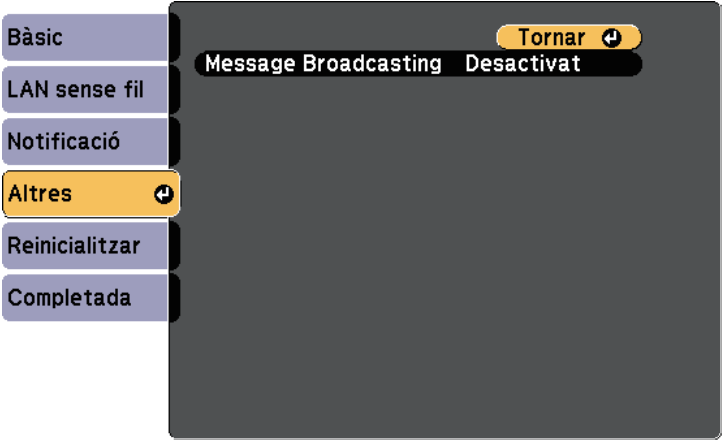 Bàsic
LAN sense fil
Notificació
Altres
Reinicialitzar
Completada
Tornar
Message Broadcasting Desactivat